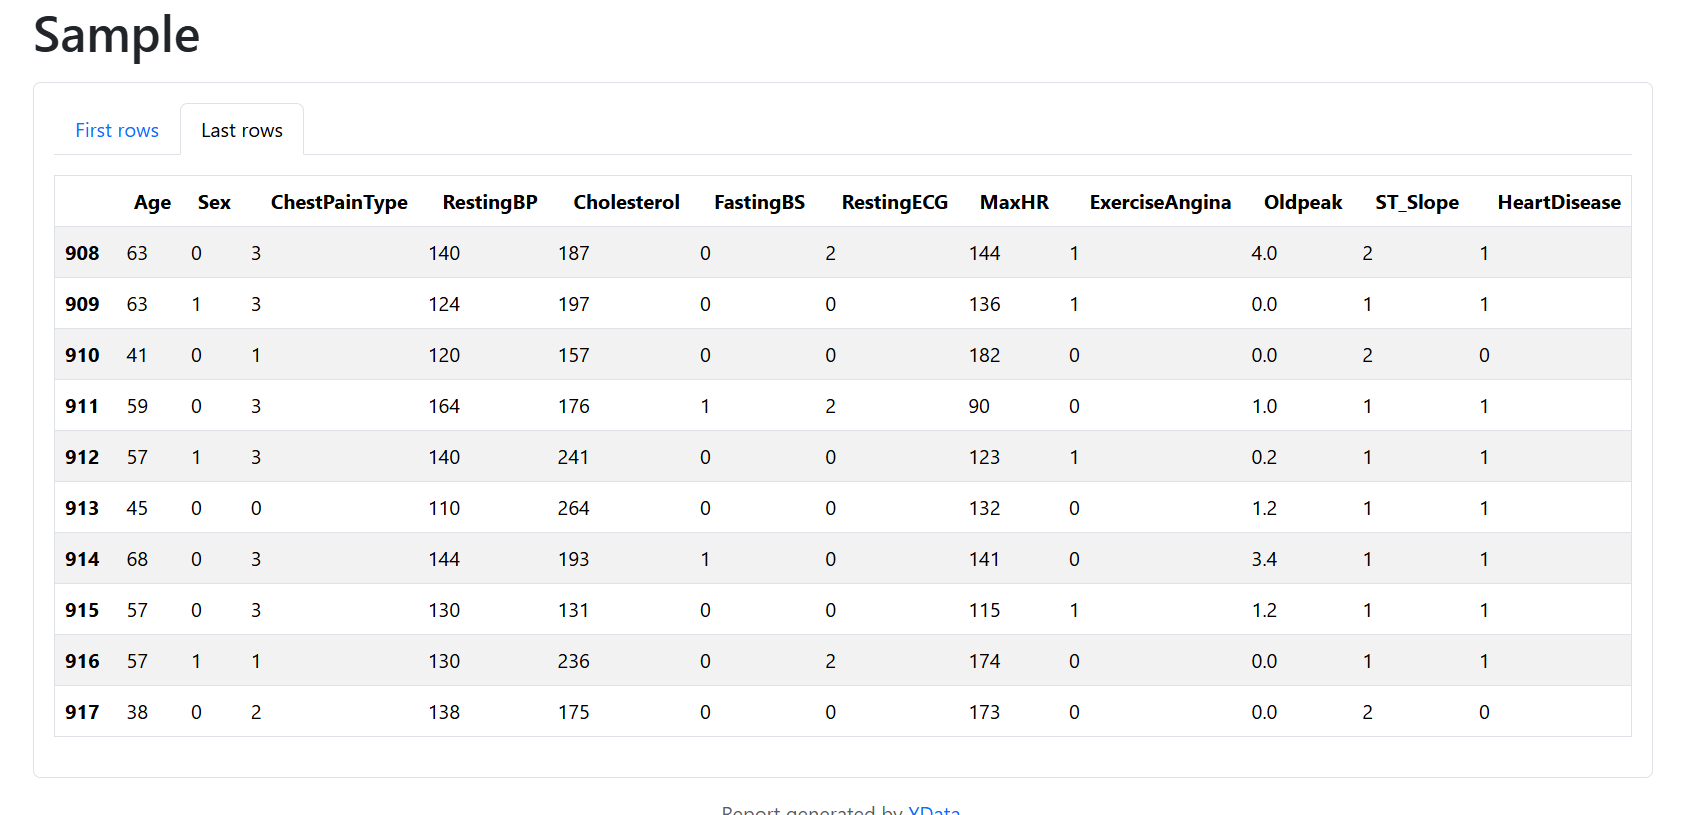 Sample
First rows Last rows
Age Sex ChestPainType RestingBP Cholesterol FastingBS RestingECG MaxHR ExerciseAngina Oldpeak ST_Slope HeartDisease
908 63 0 3 140 187 0 2 144 1 4.0 2 1
909 63 1 3 124 197 0 0 136 1 0.0 1 1
910 41 0 1 120 157 0 0 182 0 0.0 2 0
911 59 0 3 164 176 1 2 90 0 1.0 1 1
912 57 1 3 140 241 0 0 123 1 0.2 1 1
913 45 0 0 110 264 0 0 132 0 1.2 1 1
914 68 0 3 144 193 1 0 141 0 3.4 1 1
915 57 0 3 130 131 0 0 115 1 1.2 1 1
916 57 1 1 130 236 0 2 174 0 0.0 1 1
917 38 0 2 138 175 0 0 173 0 0.0 2 0
Report generated by YData